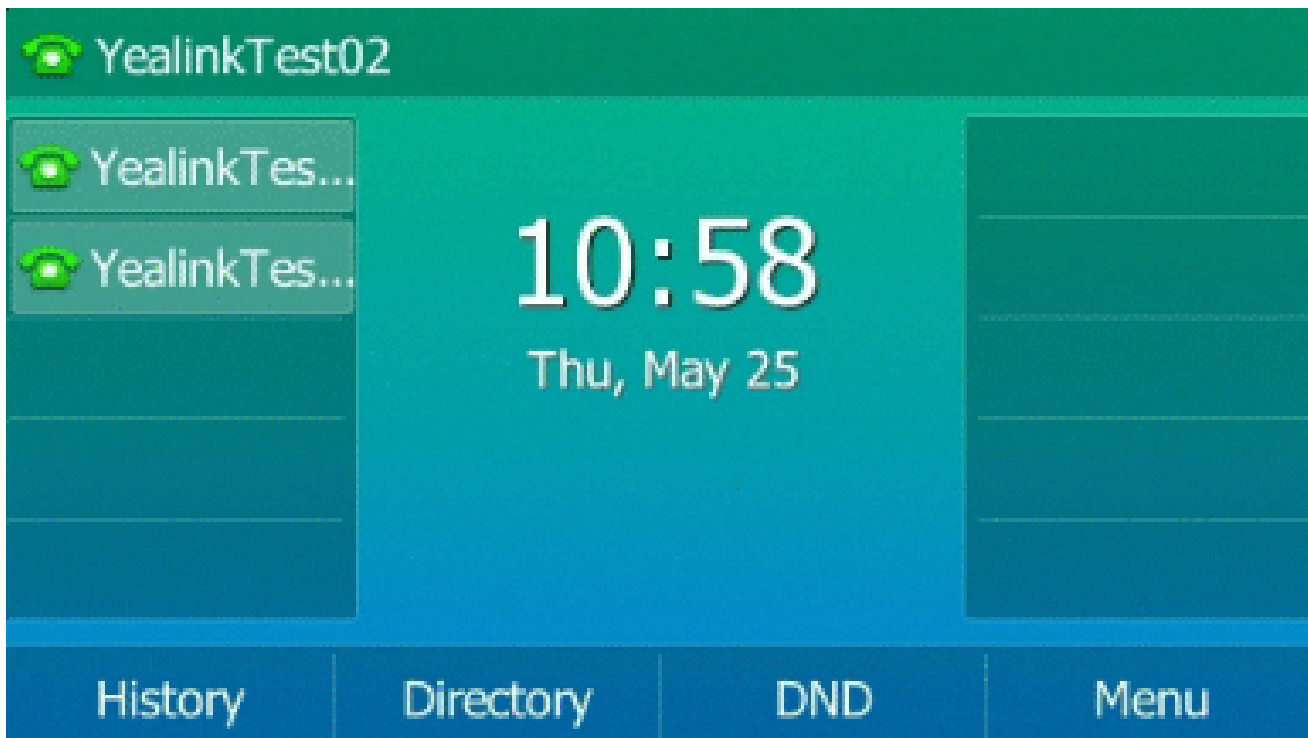 YealinkTest02
YealinkTes...
YealinkTes...
10:58
Thu, May 25
History Directory DND Menu